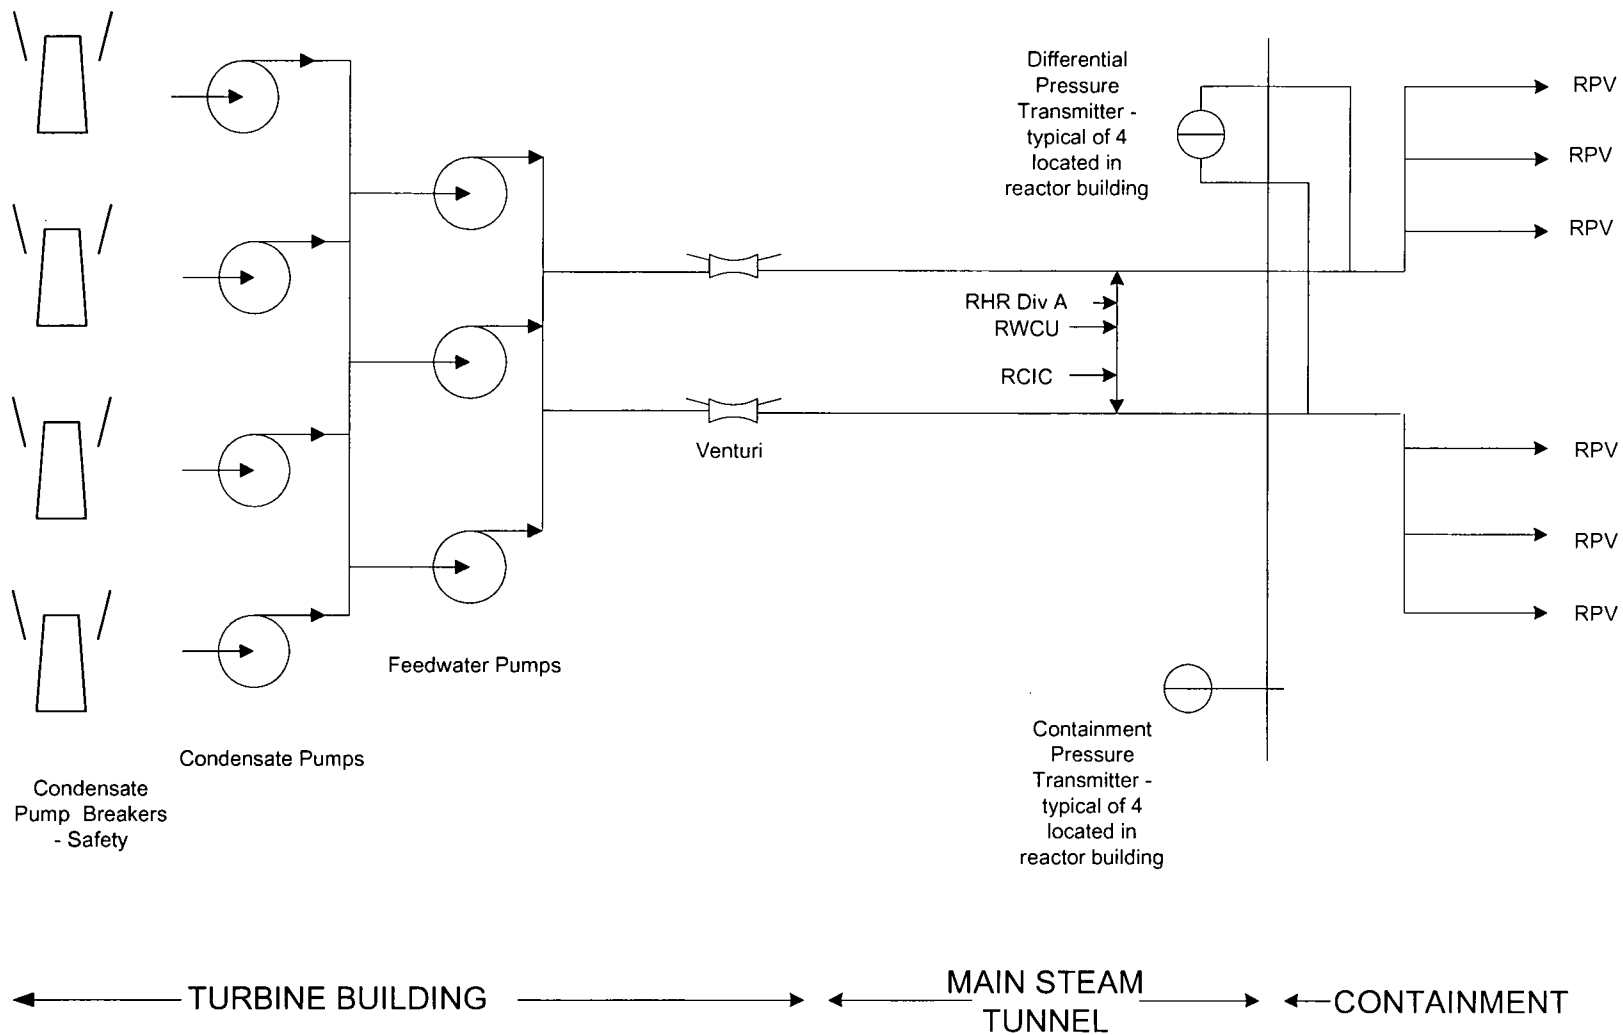 Differential
Pressure
Transmitter -
typical of 4
located in
reactor building
RPV
RPV
RPV
RHR Div A
RWCU
RCIC
Venturi
RPV
RPV
RPV
Feedwater Pumps
Condensate Pumps
Condensate
Pump Breakers
- Safety
Containment
Pressure
Transmitter -
typical of 4
located in
reactor building
TURBINE BUILDING
MAIN STEAM
TUNNEL
CONTAINMENT